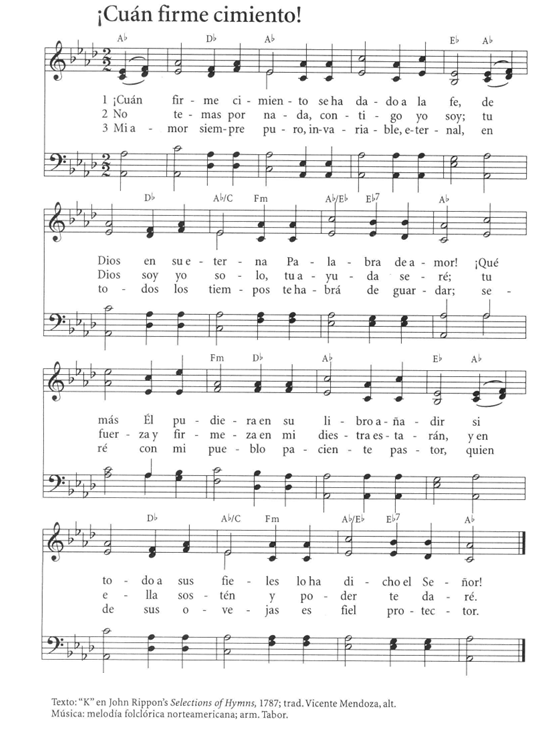 ¡Cuán firme cimiento!
A♭ D♭ A♭ E♭ A♭
1 ¡Cuán fir - me ci - mien - to se ha da - do a la fe, de
2 No te - mas por na - da, con - ti - go yo soy; tu
3 Mi a - mor siem - pre pu - ro, in - va - ria - ble, e - ter - nal, en
D♭ A♭/C Fm A♭/E♭ E♭7 A♭
Dios en su e - ter - na Pa - la - bra de a - mor! ¡Qué
Dios soy yo so - lo, tu a - yu - da se - ré; tu
to - dos los tiem - pos te ha - brá de guar - dar; se -
Fm D♭ A♭ E♭ A♭
más Él pu - die - ra en su li - bro a - ña - dir si
fuer - za y fir - me - za en mi dies - tra es - ta - rán, y en
ré con mi pue - blo pa - cien - te pas - tor, quien
D♭ A♭/C Fm A♭/E♭ E♭7 A♭
to - do a sus fie - les lo ha di - cho el Se - ñor!
e - lla sos - tén y po - der te da - ré.
de sus o - ve - jas es fiel pro - tec - tor.
Texto: “K” en John Rippon’s Selections of Hymns, 1787; trad. Vicente Mendoza, alt.
Música: melodía folclórica norteamericana; arm. Tabor.